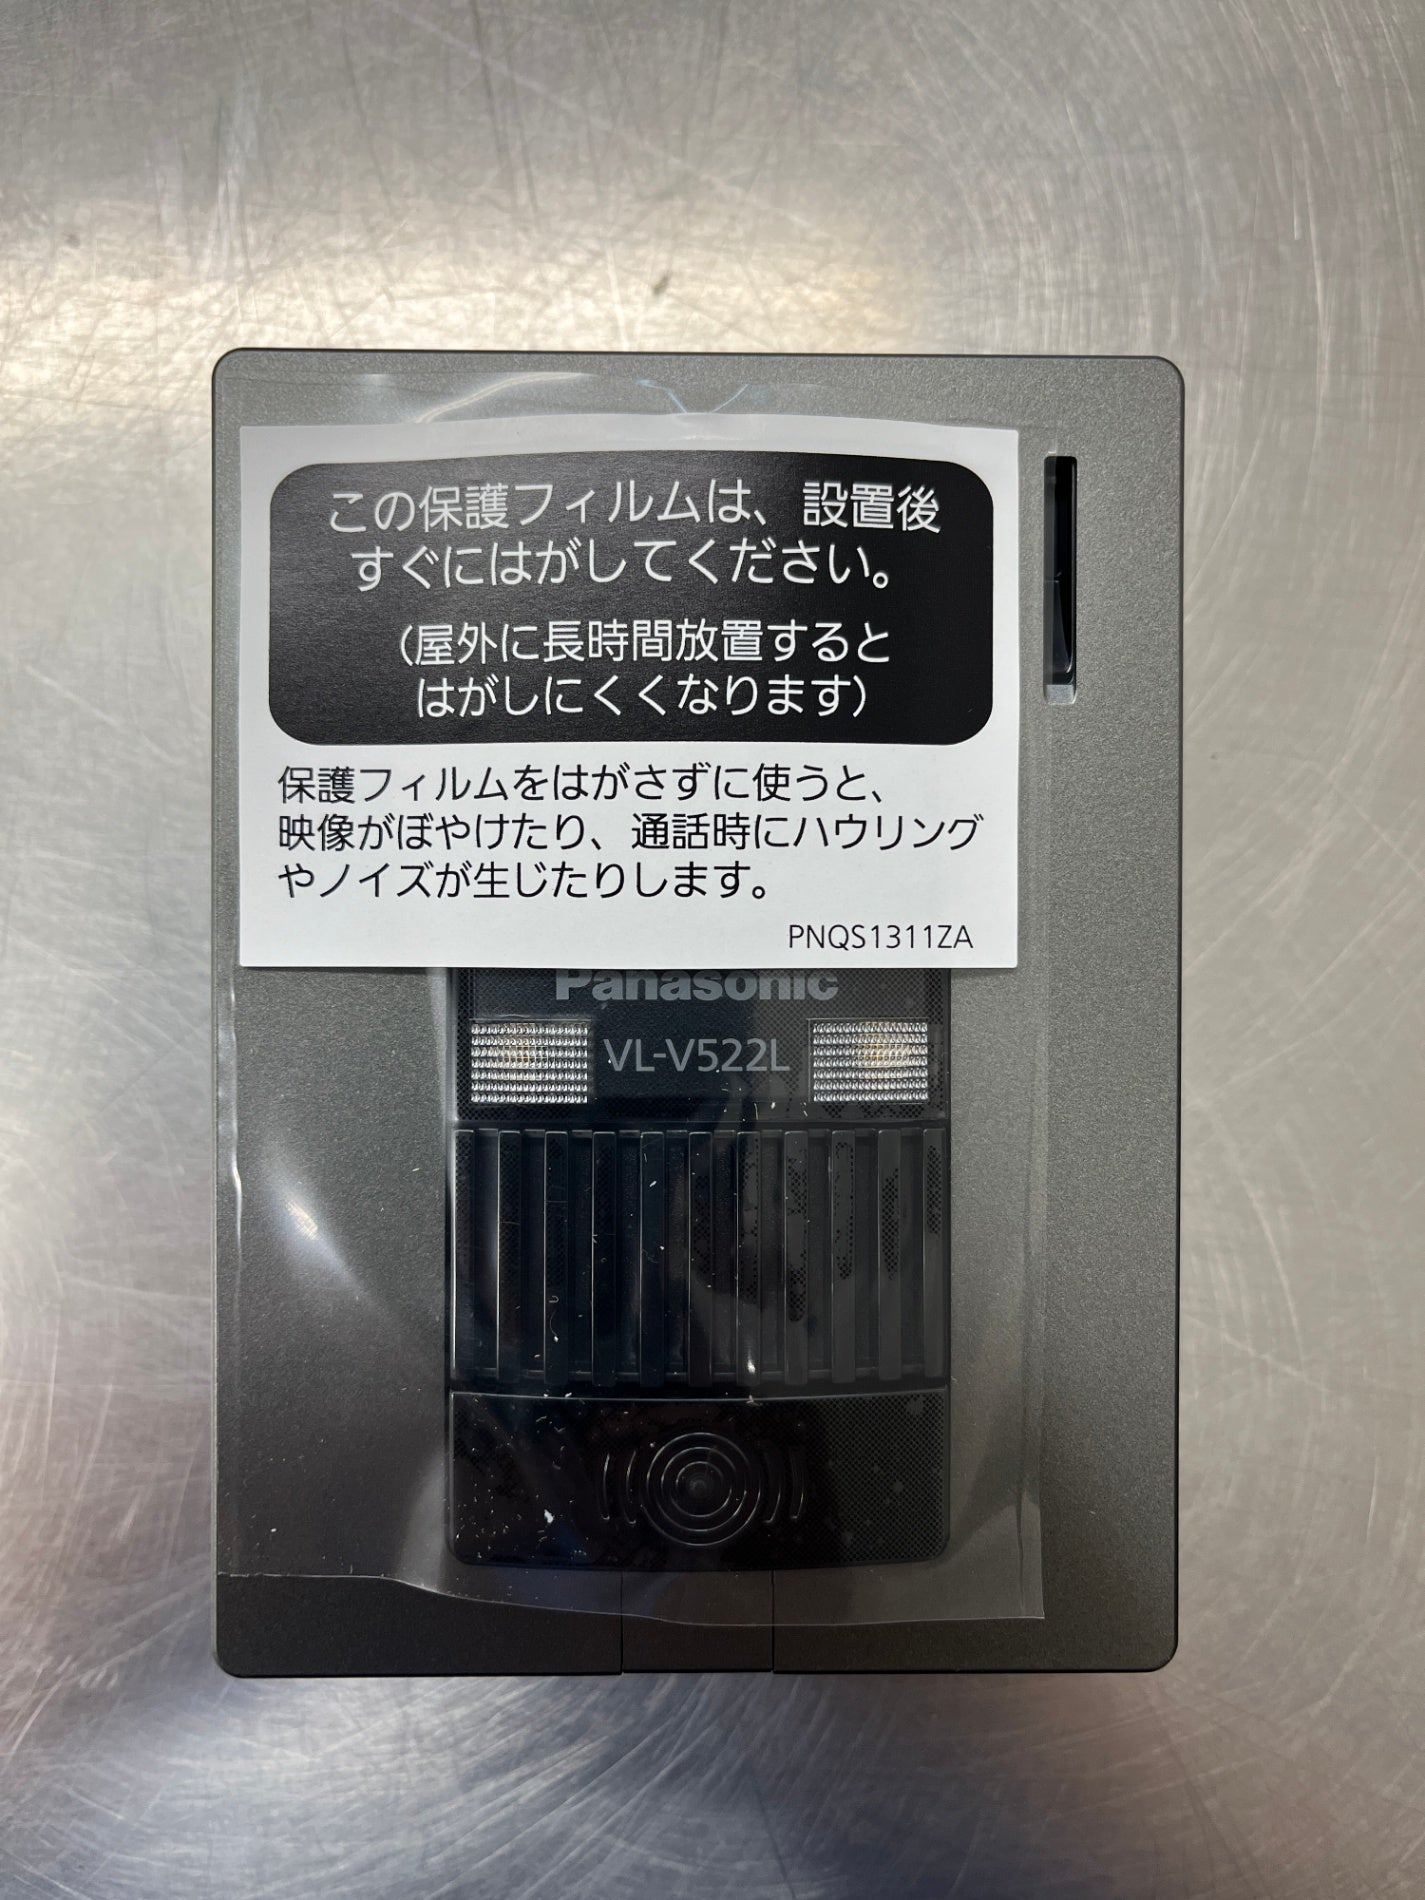 この保護フィルムは、設置後
すぐにはがしてください。
(屋外に長時間放置すると
はがしにくくなります)
保護フィルムをはがさずに使うと、
映像がぼやけたり、通話時にハウリング
やノイズが生じたりします。
PNQS1311ZA
Panasonic
VL-V522L